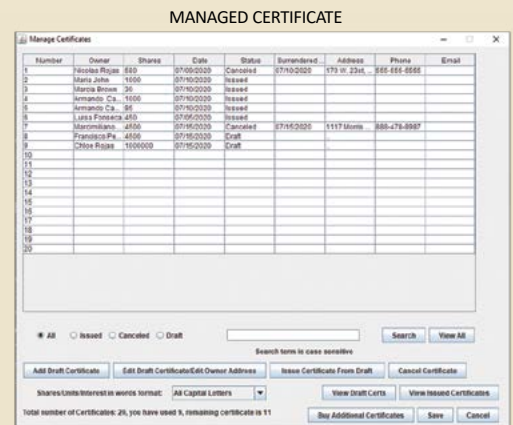 MANAGED CERTIFICATE
Manage Certificates
Number Owner Shares Date Status Surrendered... Address Phone Email
1 Nicolas Rojas 500 07/09/2020 Canceled 07/10/2020
2 Maria John 1000 07/10/2020 Issued
3 Marcia Brown 30 07/10/2020 Issued
4 Armando Ca... 1000 07/10/2020 Issued
5 Armando Ca... 95 07/10/2020 Issued
6 Luisa Fonseca 450 07/05/2020 Issued
7 Marcimiliano... 4500 07/15/2020 Canceled 07/15/2020 1117 Morris ... 886-478-8987
8 Francisco Pe... 4500 07/15/2020 Draft
9 Chloe Rojas 1000000 07/15/2020 Draft
10
11
12
13
14
15
16
17
18
19
20
All Issued Canceled Draft Search View All
Search term is case sensitive
Add Draft Certificate Edit Draft Certificate/Edit Owner Address Issue Certificate From Draft Cancel Certificate
Shares/Units/Interest in words format: All Capital Letters View Draft Certs View Issued Certificates
Total number of Certificates: 20, you have used 9, remaining certificate is 11 Buy Additional Certificates Save Cancel